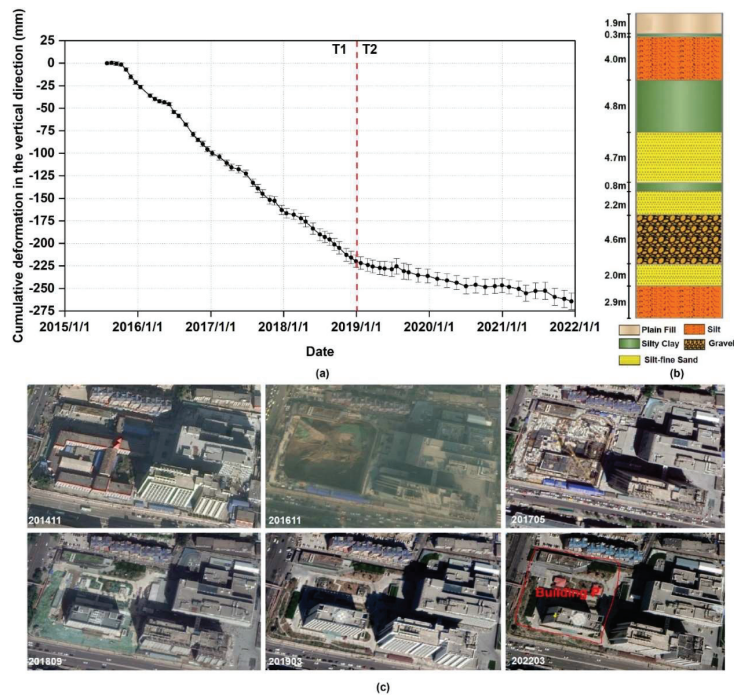 25
0
-25
-50
-75
-100
-125
-150
-175
-200
-225
-250
-275
Cumulative deformation in the vertical direction (mm)
T1 T2
2015/1/1 2016/1/1 2017/1/1 2018/1/1 2019/1/1 2020/1/1 2021/1/1 2022/1/1
Date
(a)
1.9m
0.3m
4.0m
4.8m
4.7m
0.8m
2.2m
4.6m
2.0m
2.9m
Plain Fill Silt
Silty Clay Gravel
Silt-fine Sand
(b)
201411
201611
201705
201809
201903
Building
202203
(c)